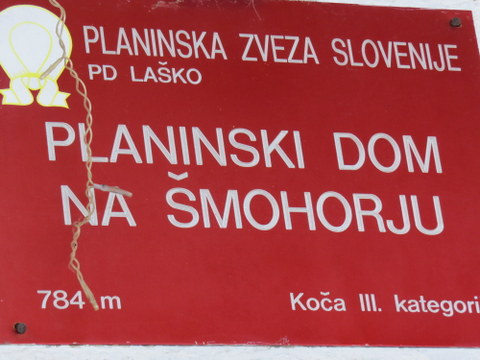 PLANINSKA ZVEZA SLOVENIJE
PD LAŠKO
PLANINSKI DOM
NA ŠMOHORJU
784 m
Koča III. kategori